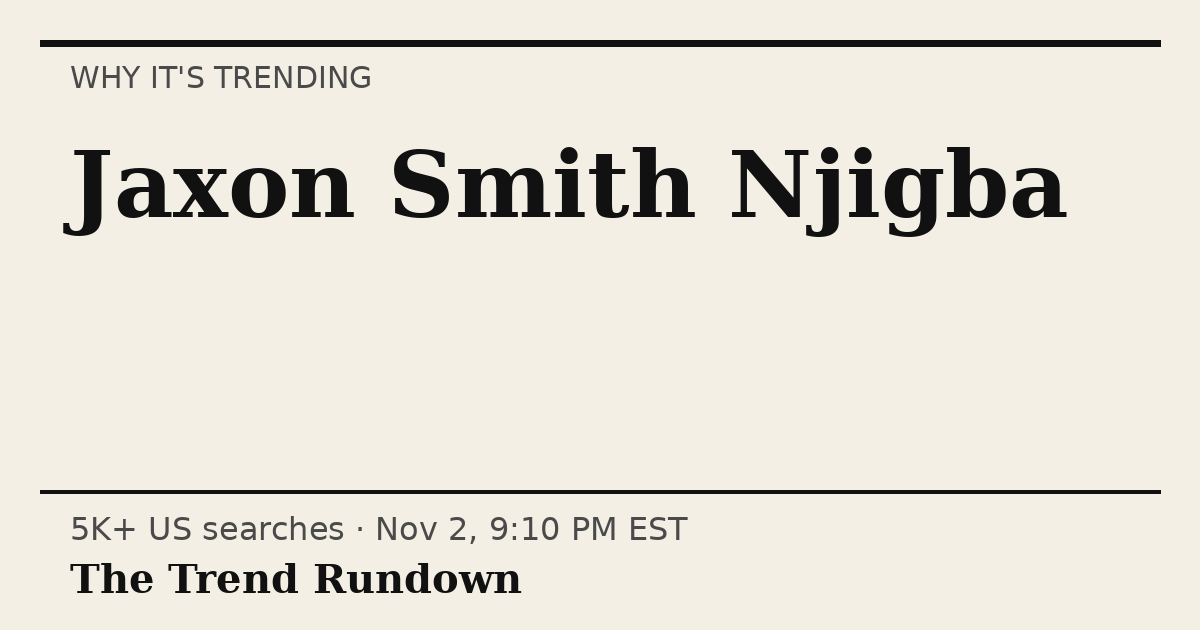 WHY IT'S TRENDING
Jaxon Smith Njigba
5K+ US searches · Nov 2, 9:10 PM EST
The Trend Rundown